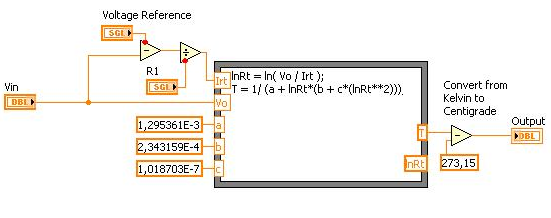 Voltage Reference
SGL
R1
SGL
Vin
DBL
Irt
lnRt = ln( Vo / Irt );
T = 1/ (a + lnRt*(b + c*(lnRt**2)))
Vo
1,295361E-3
a
2,343159E-4
b
1,018703E-7
c
T
lnRt
Convert from
Kelvin to
Centigrade
273,15
Output
DBL